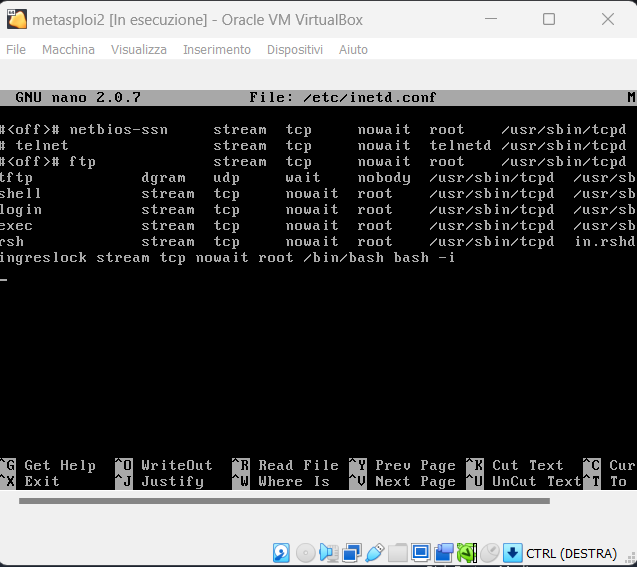 metasploi2 [In esecuzione] - Oracle VM VirtualBox
File Macchina Visualizza Inserimento Dispositivi Aiuto
GNU nano 2.0.7 File: /etc/inetd.conf M
#<off># netbios-ssn stream tcp nowait root /usr/sbin/tcpd
# telnet stream tcp nowait telnetd /usr/sbin/tcpd
#<off># ftp stream tcp nowait root /usr/sbin/tcpd
tftp dgram udp wait nobody /usr/sbin/tcpd /usr/sb
shell stream tcp nowait root /usr/sbin/tcpd /usr/sb
login stream tcp nowait root /usr/sbin/tcpd /usr/sb
exec stream tcp nowait root /usr/sbin/tcpd /usr/sb
rsh stream tcp nowait root /usr/sbin/tcpd in.rshd
ingreslock stream tcp nowait root /bin/bash bash -i
^G Get Help ^O WriteOut ^R Read File ^Y Prev Page ^K Cut Text ^C Cur
^X Exit ^J Justify ^W Where Is ^V Next Page ^U UnCut Text ^T To
CTRL (DESTRA)